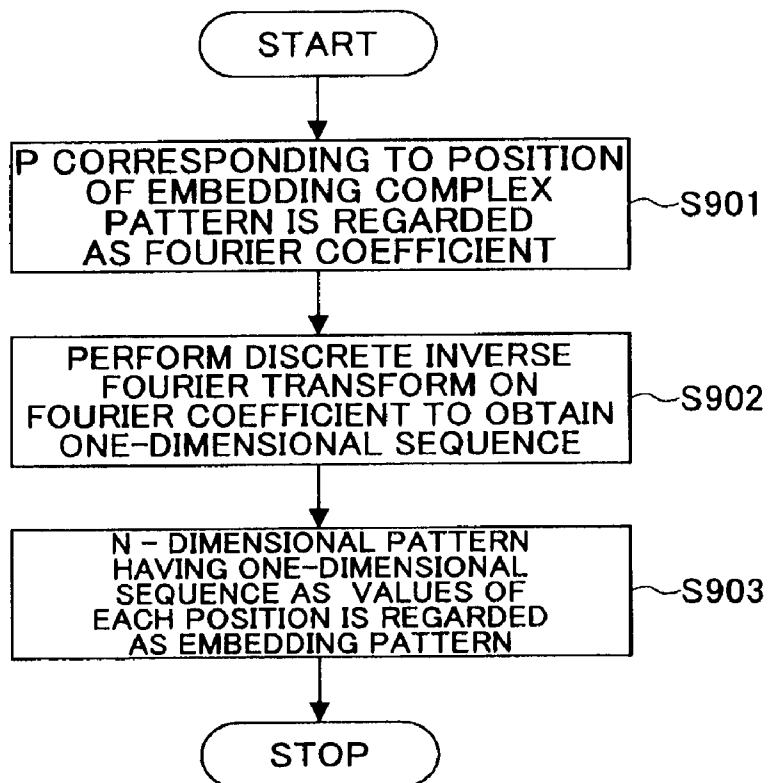 START
P CORRESPONDING TO POSITION
OF EMBEDDING COMPLEX
PATTERN IS REGARDED
AS FOURIER COEFFICIENT
S901
PERFORM DISCRETE INVERSE
FOURIER TRANSFORM ON
FOURIER COEFFICIENT TO OBTAIN
ONE-DIMENSIONAL SEQUENCE
S902
N - DIMENSIONAL PATTERN
HAVING ONE-DIMENSIONAL
SEQUENCE AS VALUES OF
EACH POSITION IS REGARDED
AS EMBEDDING PATTERN
S903
STOP